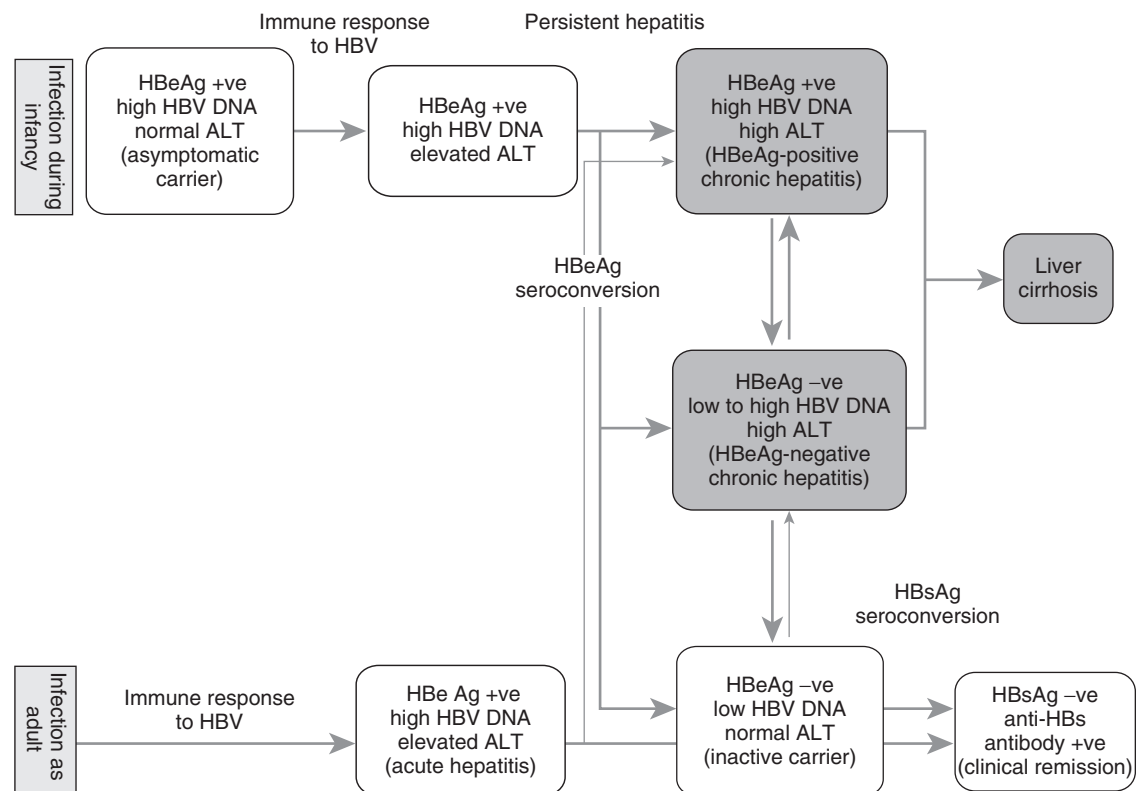 Immune response
to HBV
Persistent hepatitis
Infection during
infancy
HBeAg +ve
high HBV DNA
normal ALT
(asymptomatic
carrier)
HBeAg +ve
high HBV DNA
elevated ALT
HBeAg +ve
high HBV DNA
high ALT
(HBeAg-positive
chronic hepatitis)
HBeAg
seroconversion
Liver
cirrhosis
HBeAg –ve
low to high HBV DNA
high ALT
(HBeAg-negative
chronic hepatitis)
HBsAg
seroconversion
Infection as
adult
Immune response
to HBV
HBe Ag +ve
high HBV DNA
elevated ALT
(acute hepatitis)
HBeAg –ve
low HBV DNA
normal ALT
(inactive carrier)
HBsAg –ve
anti-HBs
antibody +ve
(clinical remission)